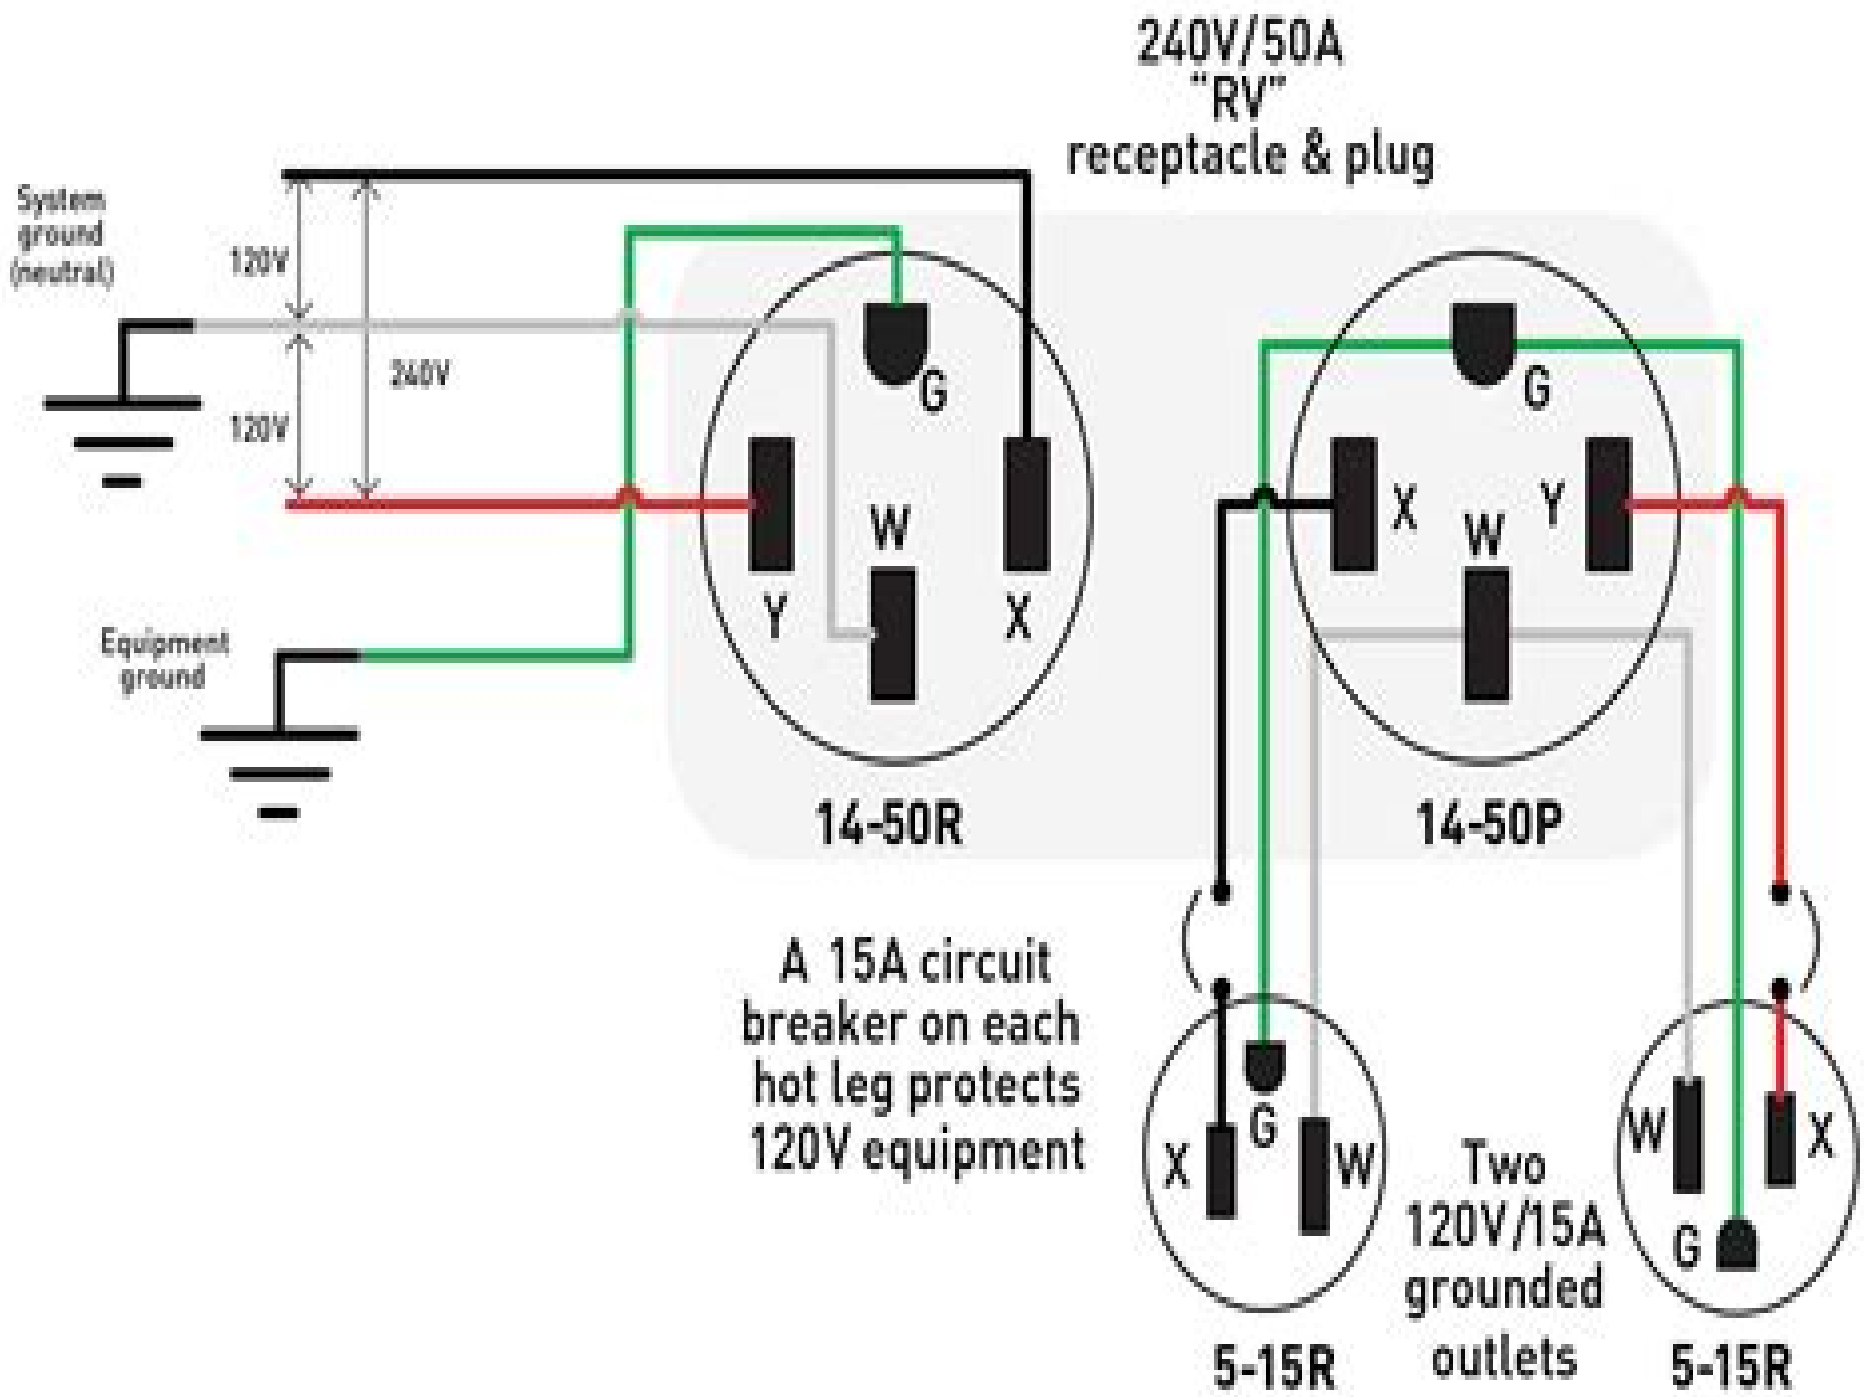 240V/50A
"RV"
receptacle & plug
System
ground
(neutral)
120V
240V
120V
Equipment
ground
G
W
Y
X
14-50R
G
X
W
Y
14-50P
A 15A circuit
breaker on each
hot leg protects
120V equipment
X
G
W
5-15R
Two
120V/15A
grounded
outlets
W
X
G
5-15R